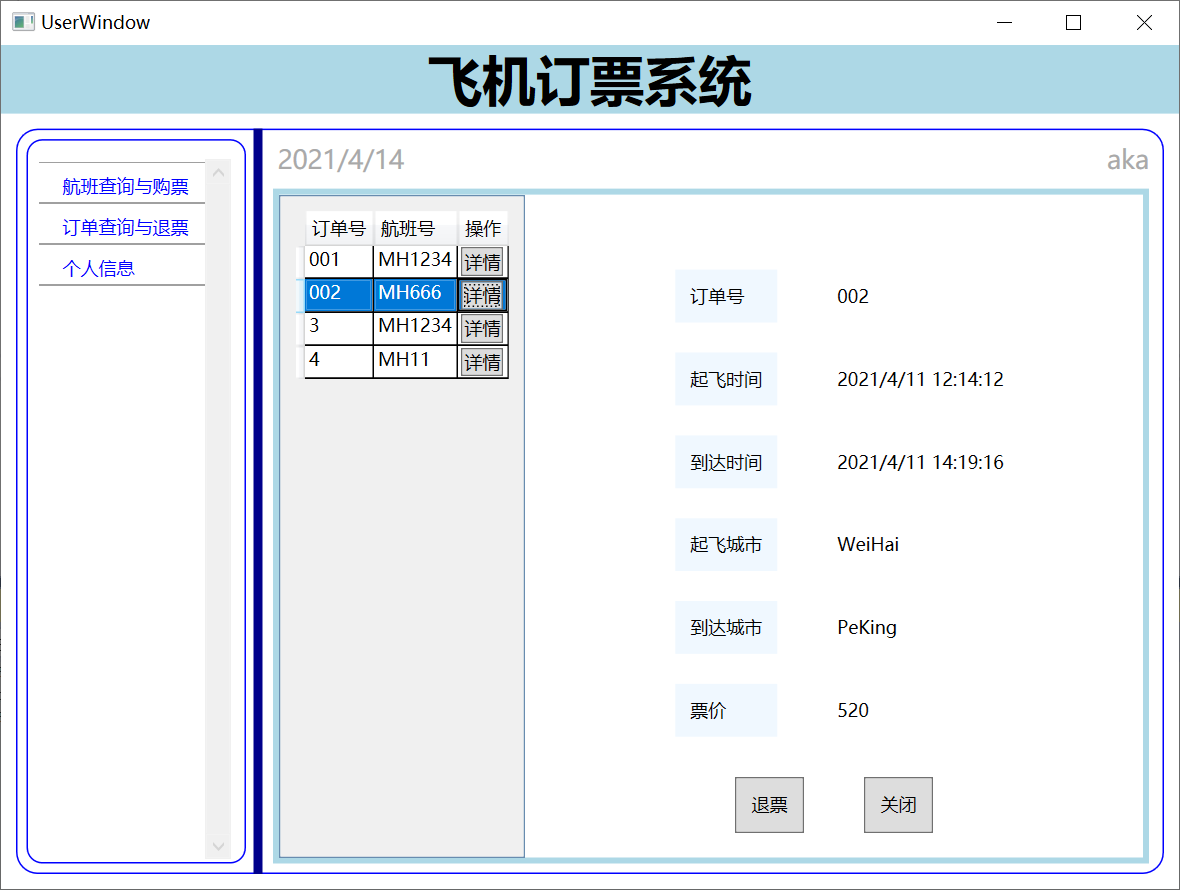 UserWindow
飞机订票系统
航班查询与购票
订单查询与退票
个人信息
2021/4/14 aka
订单号 航班号 操作
001 MH1234 详情
002 MH666 详情
3 MH1234 详情
4 MH11 详情
订单号 002
起飞时间 2021/4/11 12:14:12
到达时间 2021/4/11 14:19:16
起飞城市 WeiHai
到达城市 PeKing
票价 520
退票 关闭